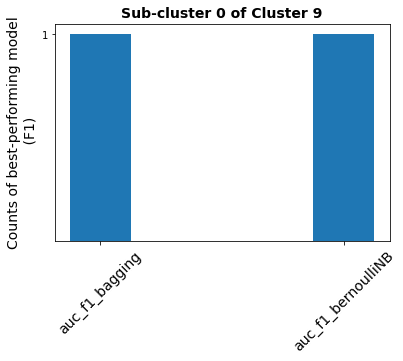 Sub-cluster 0 of Cluster 9
Counts of best-performing model
(F1)
1
auc_f1_bagging
auc_f1_bernoulliNB